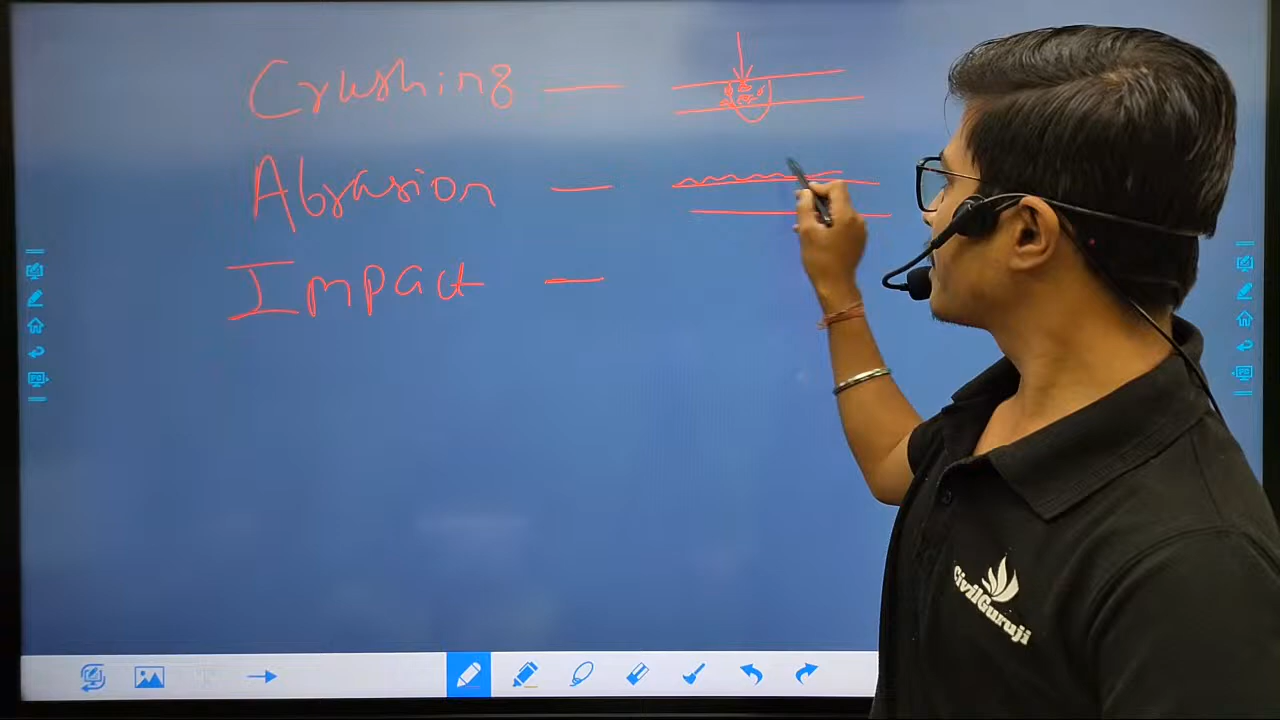 Crushing —
Abrasion —
Impact —
CivilGuruji